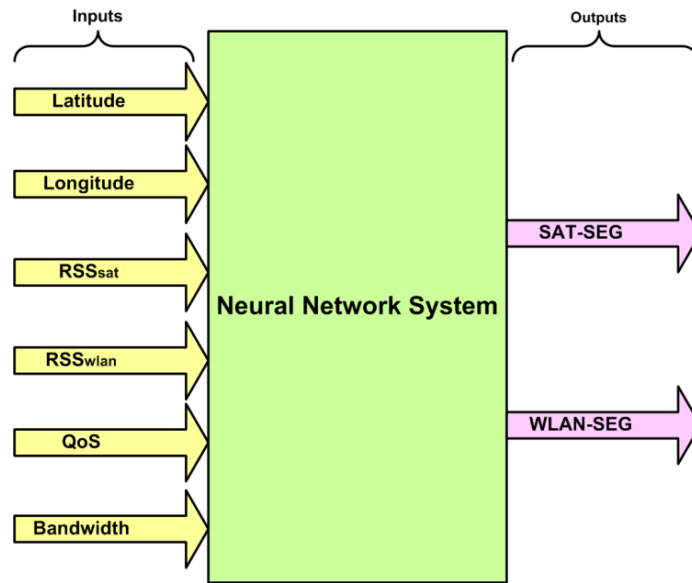 Inputs
Outputs
Latitude
Longitude
RSSsat
RSSwlan
QoS
Bandwidth
Neural Network System
SAT-SEG
WLAN-SEG